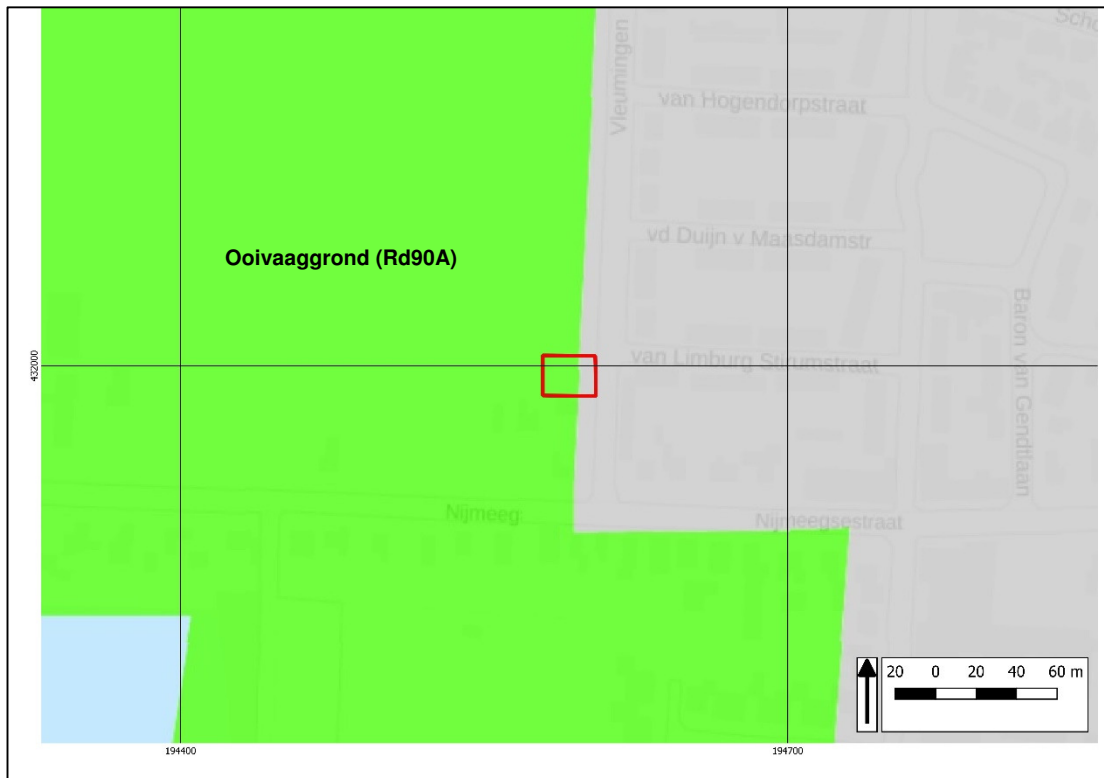 Scho
van Hogendorpstraat
Vleumingen
vd Duijn v Maasdamstr
Ooivaaggrond (Rd90A)
Baron van Gendtlaan
van Limburg Stirumstraat
432000
Nijmeeg
Nijmeegsestraat
20 0 20 40 60 m
194400
194700